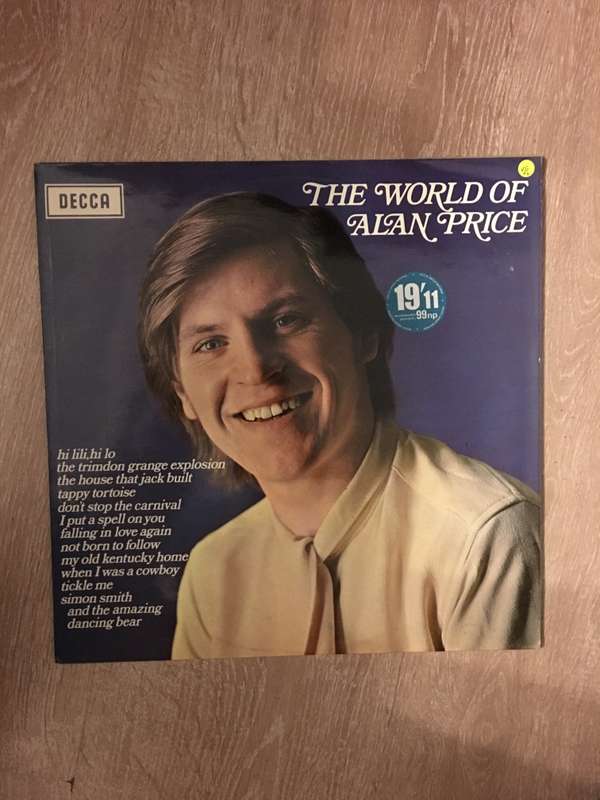 DECCA
THE WORLD OF
ALAN PRICE
19'11
99np
hi lili, hi lo
the trimdon grange explosion
the house that jack built
tappy tortoise
don't stop the carnival
I put a spell on you
falling in love again
not born to follow
my old kentucky home
when I was a cowboy
tickle me
simon smith
and the amazing
dancing bear